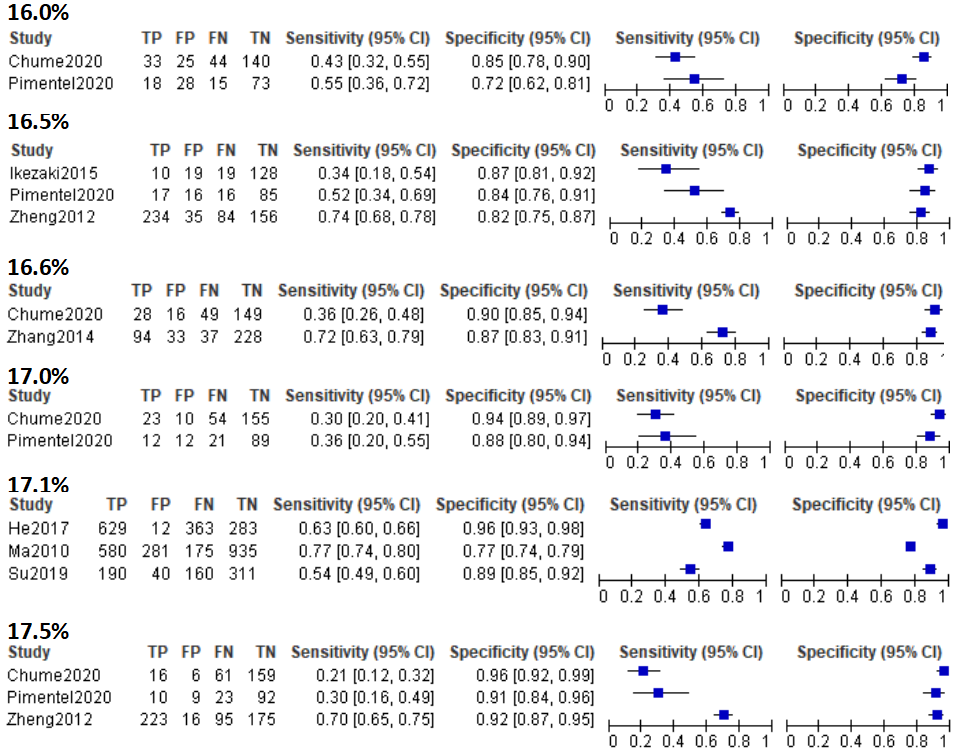 16.0%
Study TP FP FN TN Sensitivity (95% CI) Specificity (95% CI) Sensitivity (95% CI) Specificity (95% CI)
Chume2020 33 25 44 140 0.43 [0.32, 0.55] 0.85 [0.78, 0.90]
Pimentel2020 18 28 15 73 0.55 [0.36, 0.72] 0.72 [0.62, 0.81]
0 0.2 0.4 0.6 0.8 1 0 0.2 0.4 0.6 0.8 1
16.5%
Study TP FP FN TN Sensitivity (95% CI) Specificity (95% CI) Sensitivity (95% CI) Specificity (95% CI)
Ikezaki2015 10 19 19 128 0.34 [0.18, 0.54] 0.87 [0.81, 0.92]
Pimentel2020 17 16 16 85 0.52 [0.34, 0.69] 0.84 [0.76, 0.91]
Zheng2012 234 35 84 156 0.74 [0.68, 0.78] 0.82 [0.75, 0.87]
0 0.2 0.4 0.6 0.8 1 0 0.2 0.4 0.6 0.8 1
16.6%
Study TP FP FN TN Sensitivity (95% CI) Specificity (95% CI) Sensitivity (95% CI) Specificity (95% CI)
Chume2020 28 16 49 149 0.36 [0.26, 0.48] 0.90 [0.85, 0.94]
Zhang2014 94 33 37 228 0.72 [0.63, 0.79] 0.87 [0.83, 0.91]
0 0.2 0.4 0.6 0.8 1 0 0.2 0.4 0.6 0.8
17.0%
Study TP FP FN TN Sensitivity (95% CI) Specificity (95% CI) Sensitivity (95% CI) Specificity (95% CI)
Chume2020 23 10 54 155 0.30 [0.20, 0.41] 0.94 [0.89, 0.97]
Pimentel2020 12 12 21 89 0.36 [0.20, 0.55] 0.88 [0.80, 0.94]
0 0.2 0.4 0.6 0.8 1 0 0.2 0.4 0.6 0.8 1
17.1%
Study TP FP FN TN Sensitivity (95% CI) Specificity (95% CI) Sensitivity (95% CI) Specificity (95% CI)
He2017 629 12 363 283 0.63 [0.60, 0.66] 0.96 [0.93, 0.98]
Ma2010 580 281 175 935 0.77 [0.74, 0.80] 0.77 [0.74, 0.79]
Su2019 190 40 160 311 0.54 [0.49, 0.60] 0.89 [0.85, 0.92]
0 0.2 0.4 0.6 0.8 1 0 0.2 0.4 0.6 0.8 1
17.5%
Study TP FP FN TN Sensitivity (95% CI) Specificity (95% CI) Sensitivity (95% CI) Specificity (95% CI)
Chume2020 16 6 61 159 0.21 [0.12, 0.32] 0.96 [0.92, 0.99]
Pimentel2020 10 9 23 92 0.30 [0.16, 0.49] 0.91 [0.84, 0.96]
Zheng2012 223 16 95 175 0.70 [0.65, 0.75] 0.92 [0.87, 0.95]
0 0.2 0.4 0.6 0.8 1 0 0.2 0.4 0.6 0.8 1